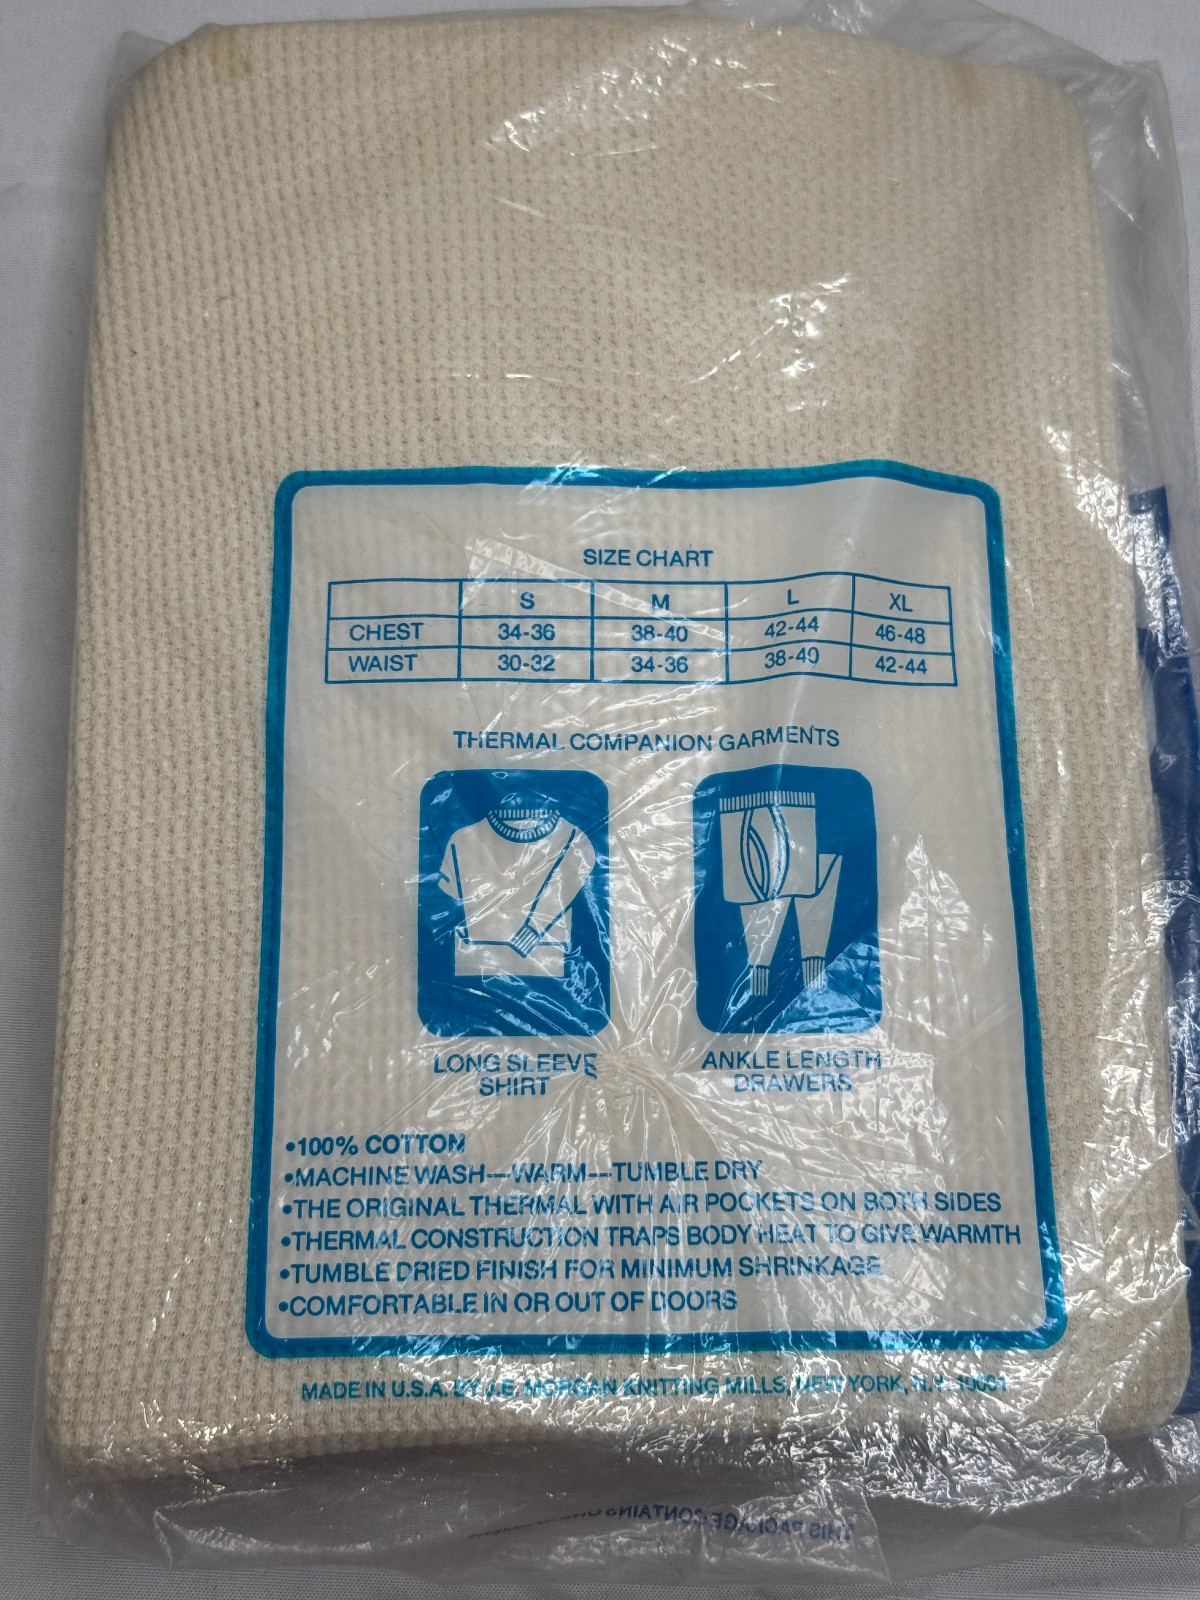 SIZE CHART
S M L XL
CHEST 34-36 38-40 42-44 46-48
WAIST 30-32 34-36 38-40 42-44
THERMAL COMPANION GARMENTS
LONG SLEEVE SHIRT
ANKLE LENGTH DRAWERS
•100% COTTON
•MACHINE WASH—WARM—TUMBLE DRY
•THE ORIGINAL THERMAL WITH AIR POCKETS ON BOTH SIDES
•THERMAL CONSTRUCTION TRAPS BODY HEAT TO GIVE WARMTH
•TUMBLE DRIED FINISH FOR MINIMUM SHRINKAGE
•COMFORTABLE IN OR OUT OF DOORS
MADE IN U.S.A. BY J.E. MORGAN KNITTING MILLS, NEW YORK, N.Y. 10001
THIS PACKAGE CONTAINS